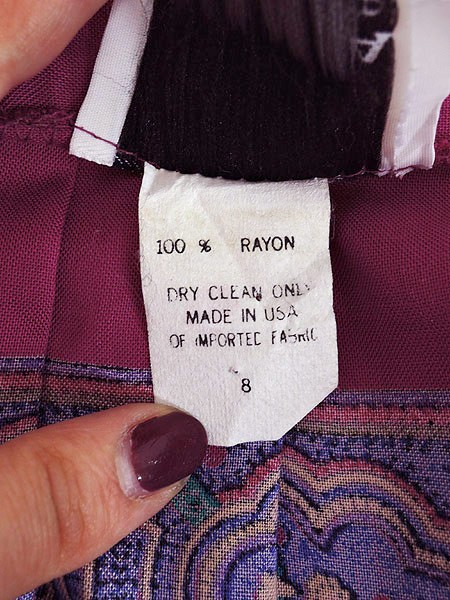 100 % RAYON
DRY CLEAN ONLY
MADE IN USA
OF IMPORTED FABRIC
8